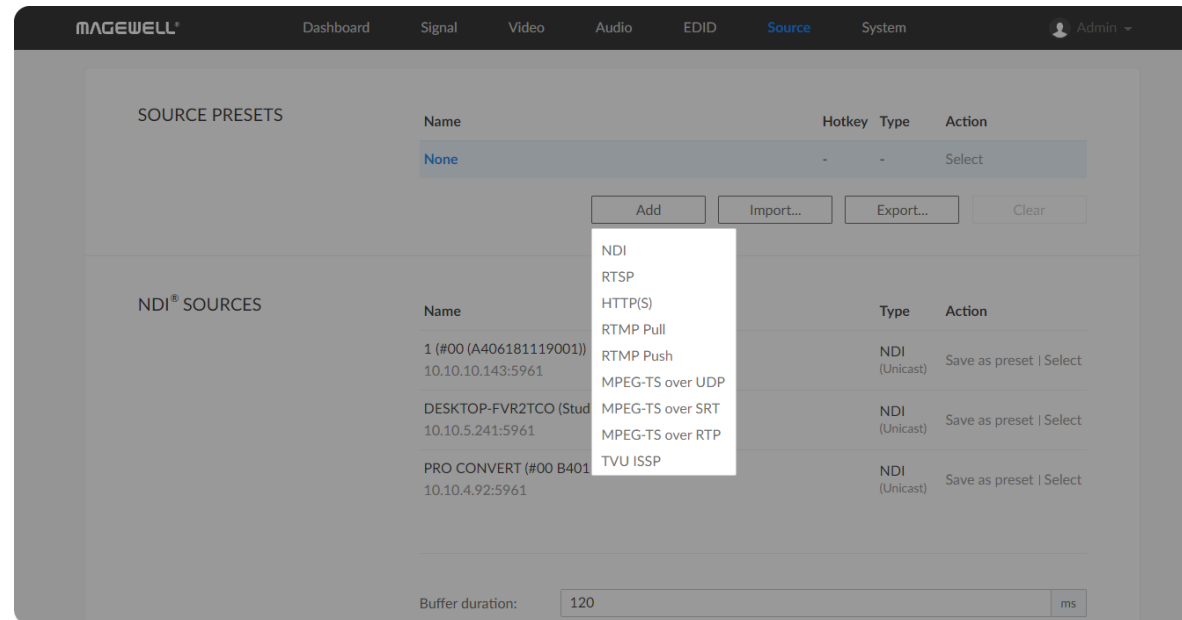 MAGEWELL®
Dashboard Signal Video Audio EDID Source System Admin
SOURCE PRESETS
Name Hotkey Type Action
None - - Select
Add Import... Export... Clear
NDI
RTSP
HTTP(S)
RTMP Pull
RTMP Push
MPEG-TS over UDP
MPEG-TS over SRT
MPEG-TS over RTP
TVU ISSP
NDI® SOURCES
Name Type Action
1 (#00 (A406181119001)) NDI
10.10.10.143:5961 (Unicast) Save as preset | Select
DESKTOP-FVR2TCO (Stud NDI
10.10.5.241:5961 (Unicast) Save as preset | Select
PRO CONVERT (#00 B401 NDI
10.10.4.92:5961 (Unicast) Save as preset | Select
Buffer duration: 120 ms